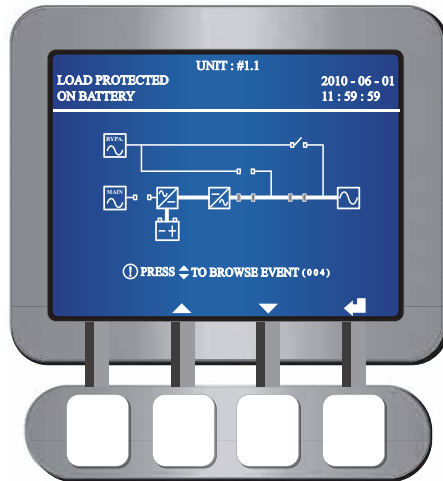 UNIT : #1.1
LOAD PROTECTED
2010 - 06 - 01
ON BATTERY
11 : 59 : 59
BYPA.
MAIN
- +
! PRESS TO BROWSE EVENT (004)